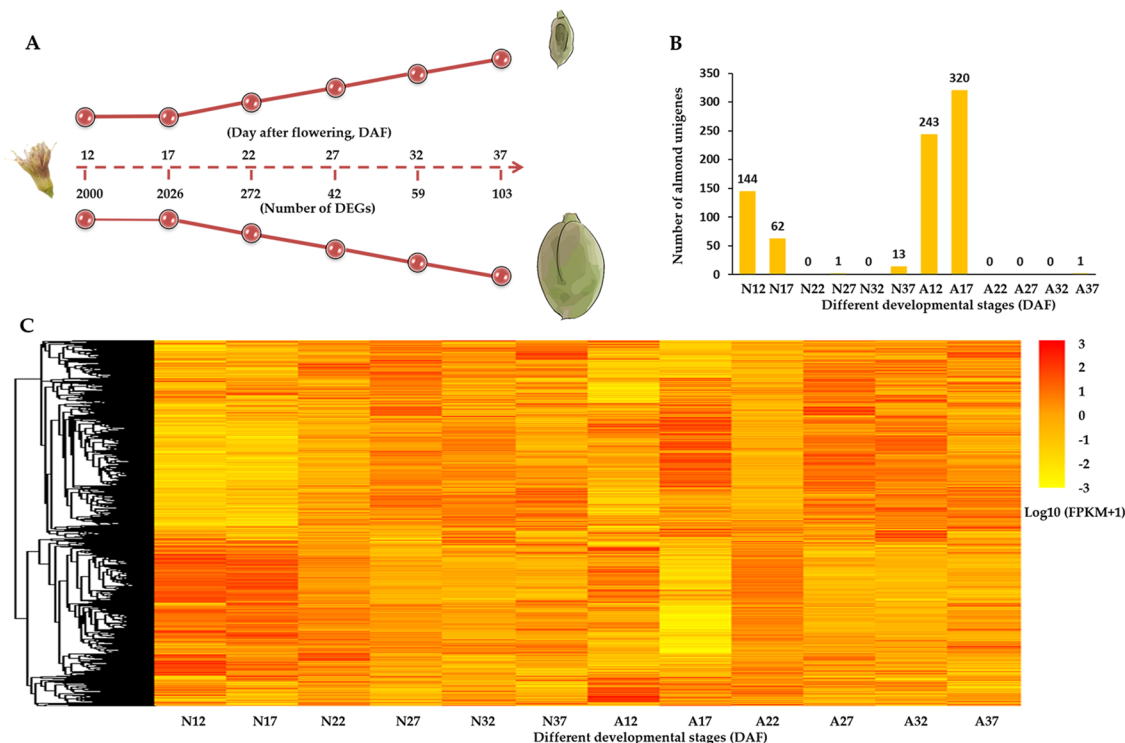 A
(Day after flowering, DAF)
12 17 22 27 32 37
2000 2026 272 42 59 103
(Number of DEGs)
B
Number of almond unigenes
350
300
250
200
150
100
50
0
144 62 0 1 0 13 243 320 0 0 0 1
N12 N17 N22 N27 N32 N37 A12 A17 A22 A27 A32 A37
Different developmental stages (DAF)
C
3
2
1
0
-1
-2
-3
Log10 (FPKM+1)
N12 N17 N22 N27 N32 N37 A12 A17 A22 A27 A32 A37
Different developmental stages (DAF)